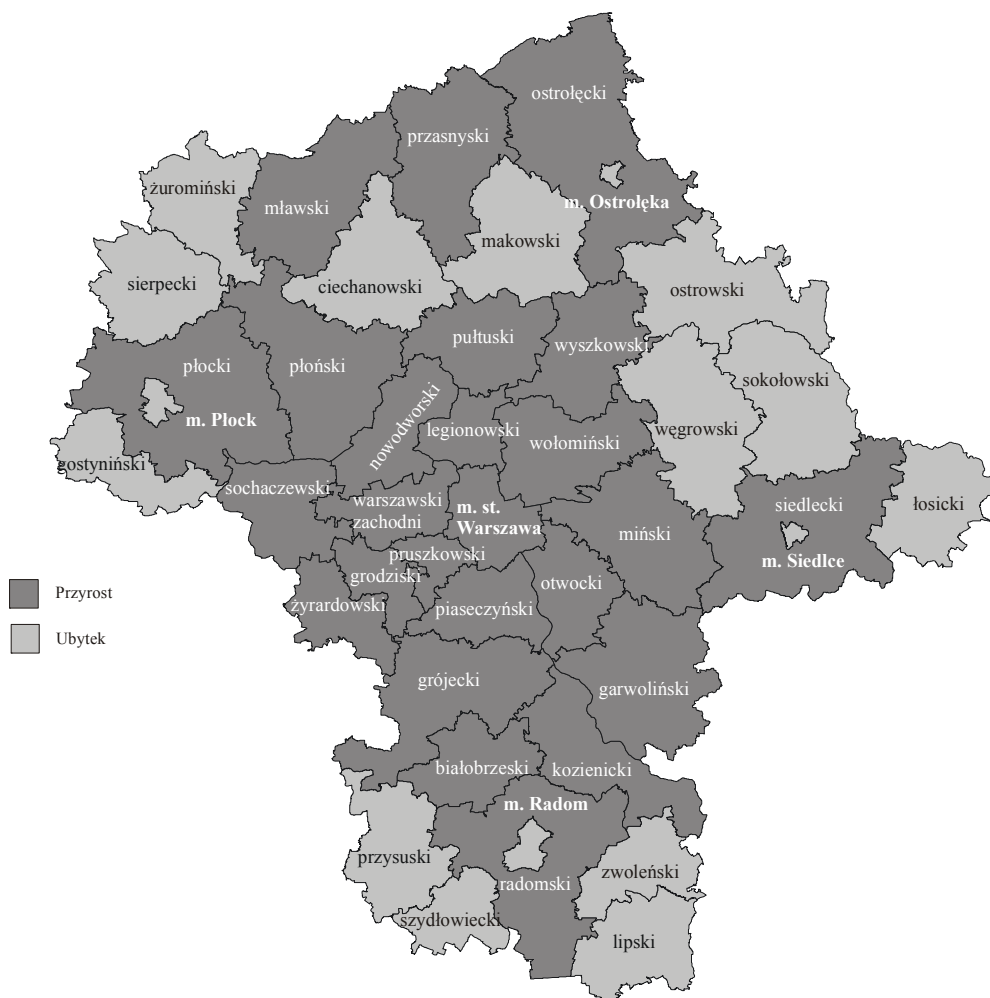 ostrołęcki
przasnyski
żuromiński
mławski
m. Ostrołęka
makowski
sierpecki
ciechanowski
ostrowski
pułtuski
wyszkowski
płocki
płoński
sokołowski
nowodworski
m. Płock
legionowski
wołomiński
węgrowski
gostyniński
sochaczewski
warszawski
zachodni
m. st.
Warszawa
siedlecki
łosicki
miński
pruszkowski
m. Siedlce
grodziski
otwocki
Przyrost
żyrardowski
piaseczyński
Ubytek
grójecki
garwoliński
białobrzeski
kozienicki
m. Radom
przysuski
zwoleński
radomski
szydłowiecki
lipski